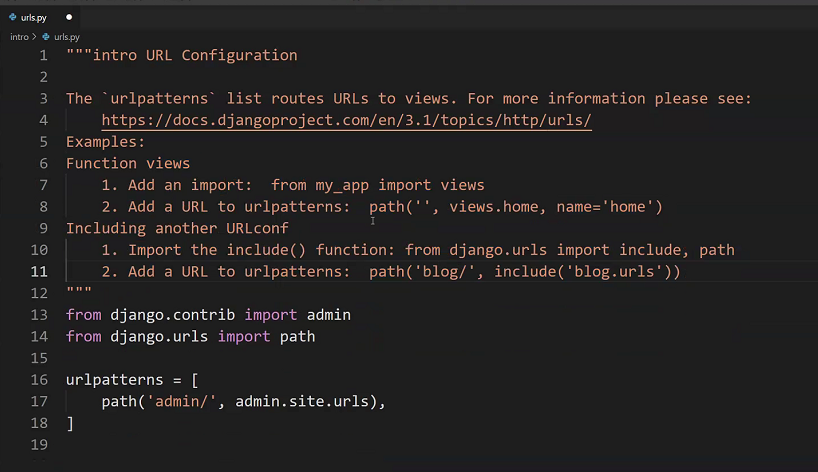 urls.py
intro > urls.py
1 """intro URL Configuration
2
3 The `urlpatterns` list routes URLs to views. For more information please see:
4     https://docs.djangoproject.com/en/3.1/topics/http/urls/
5 Examples:
6 Function views
7     1. Add an import:  from my_app import views
8     2. Add a URL to urlpatterns:  path('', views.home, name='home')
9 Including another URLconf
10     1. Import the include() function: from django.urls import include, path
11     2. Add a URL to urlpatterns:  path('blog/', include('blog.urls'))
12 """
13 from django.contrib import admin
14 from django.urls import path
15
16 urlpatterns = [
17     path('admin/', admin.site.urls),
18 ]
19